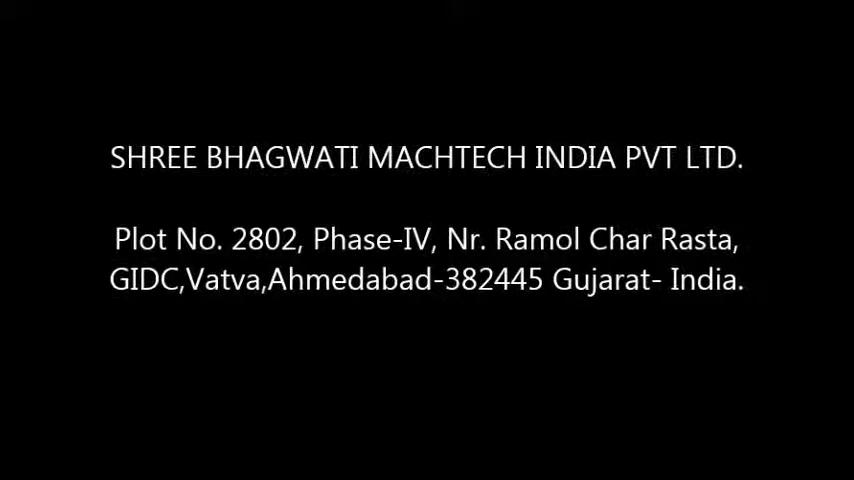 SHREE BHAGWATI MACHTECH INDIA PVT LTD.
Plot No. 2802, Phase-IV, Nr. Ramol Char Rasta,
GIDC,Vatva,Ahmedabad-382445 Gujarat- India.